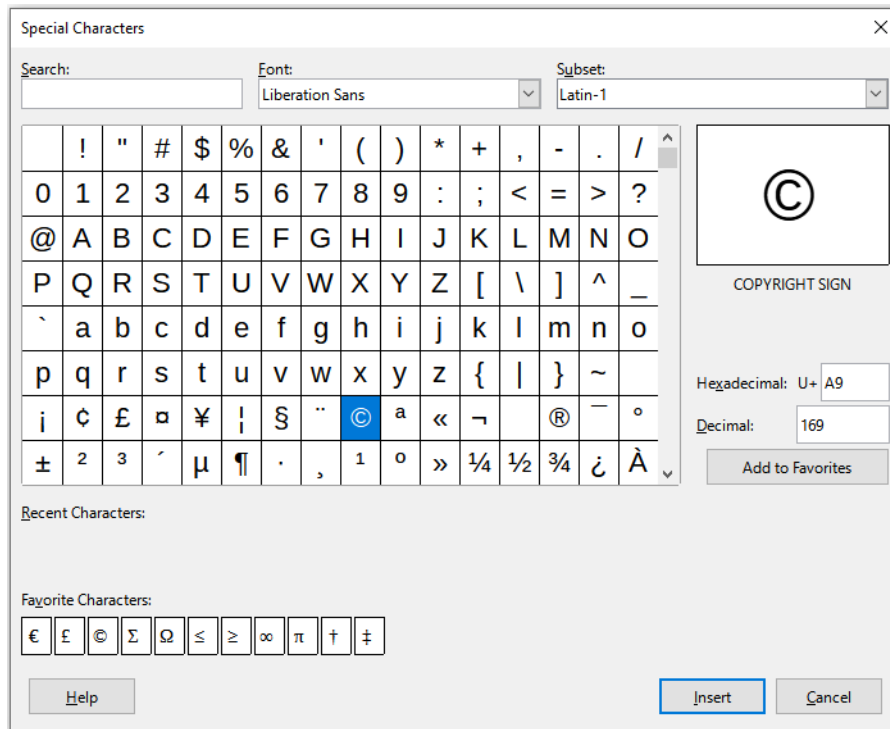 Special Characters
Search: Font: Subset:
Liberation Sans Latin-1
! " # $ % & ' ( ) * + , - . /
0 1 2 3 4 5 6 7 8 9 : ; < = > ?
@ A B C D E F G H I J K L M N O
P Q R S T U V W X Y Z [ \ ] ^ _
` a b c d e f g h i j k l m n o
p q r s t u v w x y z { | } ~
¡ ¢ £ ¤ ¥ ¦ § ¨ © ª « ¬ ® ¯ °
± ² ³ ´ µ ¶ · ¸ ¹ º » ¼ ½ ¾ ¿ À
©
COPYRIGHT SIGN
Hexadecimal: U+ A9
Decimal: 169
Add to Favorites
Recent Characters:
Favorite Characters:
€ £ © Σ Ω ≤ ≥ ∞ π † ‡
Help Insert Cancel